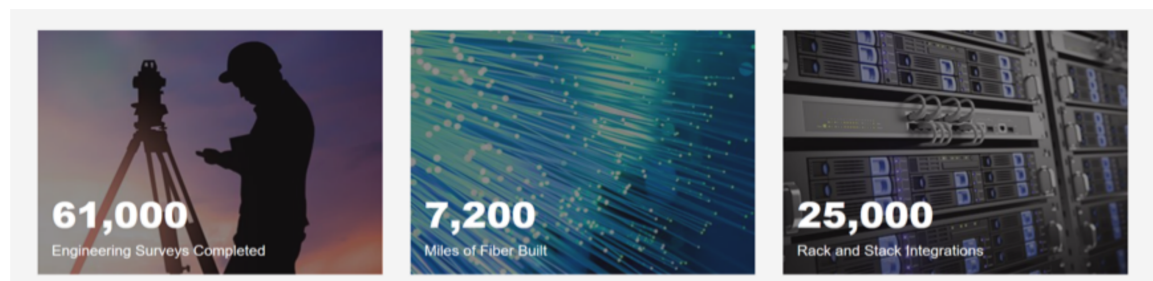 61,000
Engineering Surveys Completed
7,200
Miles of Fiber Built
25,000
Rack and Stack Integrations